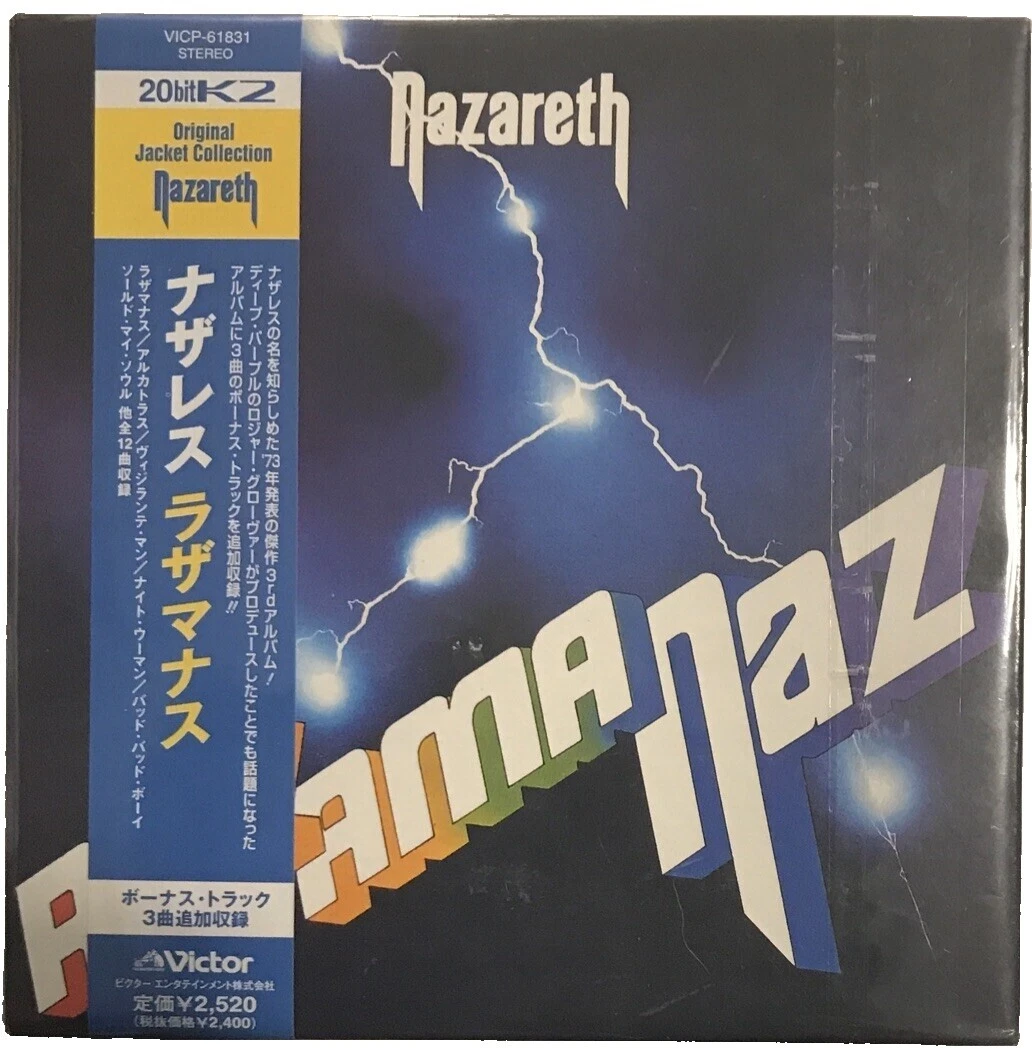 VICP-61831
STEREO
20bit K2
Original
Jacket Collection
nazareth
ナザレスの名を知らしめた'73年発表の傑作3rdアルバム!
ディープ・パープルのロジャー・グローヴァーがプロデュースしたことでも話題になった
アルバムに3曲のボーナス・トラックを追加収録!!
ナザレス ラザマナス
ラザマナス/アルカトラス/ヴィジランテ・マン/ナイト・ウーマン/バッド・バッド・ボーイ
ソールド・マイ・ソウル 他全12曲収録
ボーナス・トラック
3曲追加収録
Victor
ビクター エンタテインメント株式会社
定価¥2,520
(税抜価格¥2,400)
nazareth
RAMA NAZ